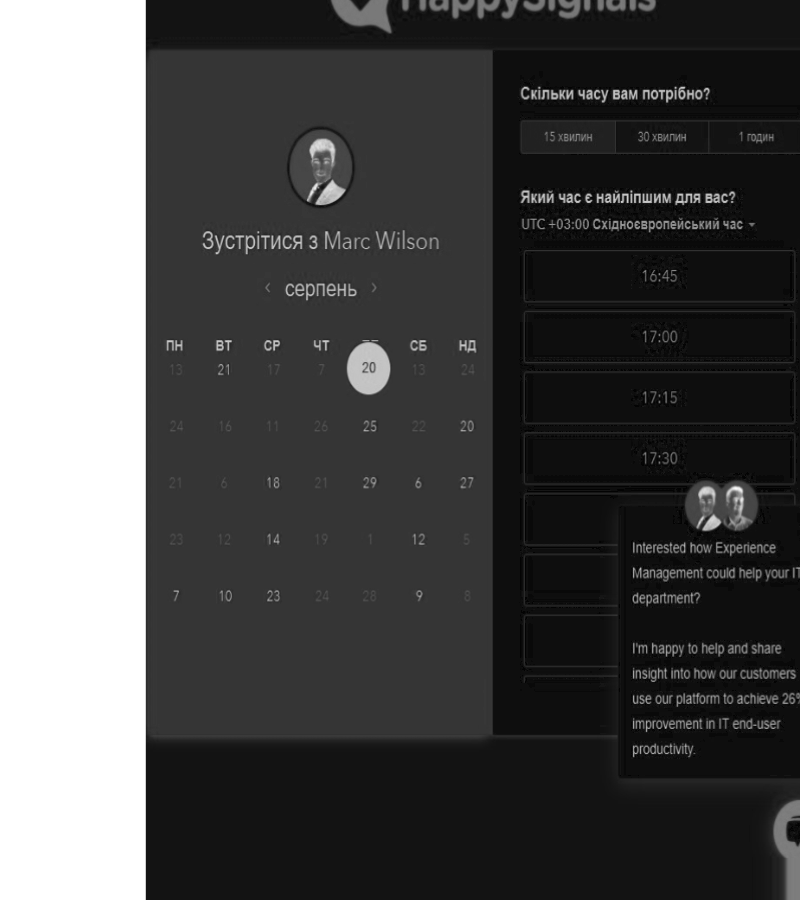 HappySignals
Зустрітися з Marc Wilson
серпень
ПН ВТ СР ЧТ СБ НД
13 21 17 7 20 13 24
24 16 11 26 25 22 20
21 6 18 21 29 6 27
23 12 14 19 1 12 5
7 10 23 24 28 9 8
Скільки часу вам потрібно?
15 хвилин 30 хвилин 1 годин
Який час є найліпшим для вас?
UTC +03:00 Східноєвропейський час
16:45
17:00
17:15
17:30
Interested how Experience
Management could help your IT
department?
I'm happy to help and share
insight into how our customers
use our platform to achieve 26%
improvement in IT end-user
productivity.